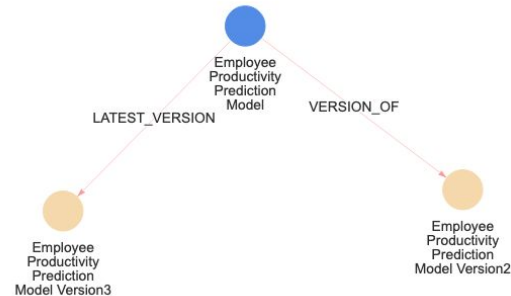 Employee
Productivity
Prediction
Model
LATEST_VERSION
VERSION_OF
Employee
Productivity
Prediction
Model Version3
Employee
Productivity
Prediction
Model Version2